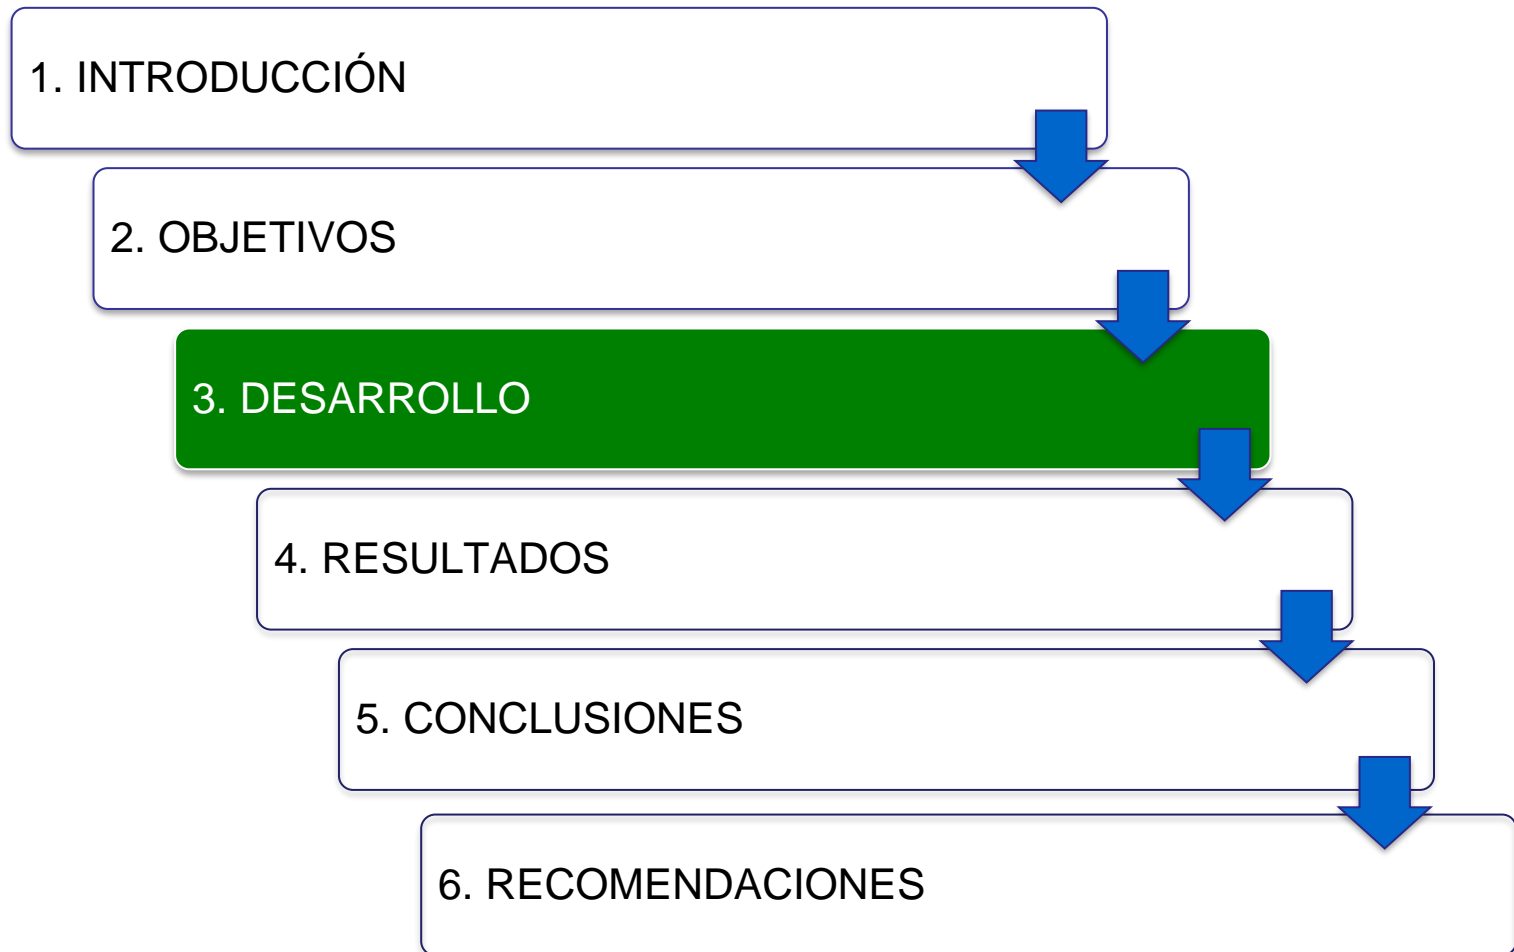 1. INTRODUCCIÓN
2. OBJETIVOS
3. DESARROLLO
4. RESULTADOS
5. CONCLUSIONES
6. RECOMENDACIONES